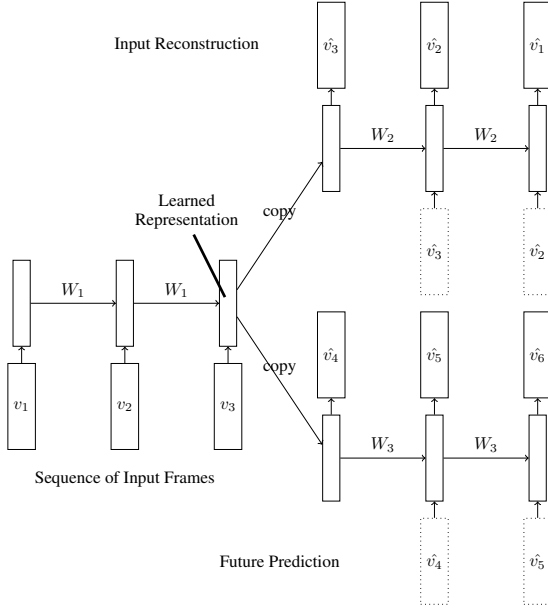 Input Reconstruction
v̂₃ v̂₂ v̂₁
W₂ W₂
v̂₃ v̂₂
Learned
Representation
copy
W₁ W₁
v₁ v₂ v₃
Sequence of Input Frames
copy
v̂₄ v̂₅ v̂₆
W₃ W₃
v̂₄ v̂₅
Future Prediction